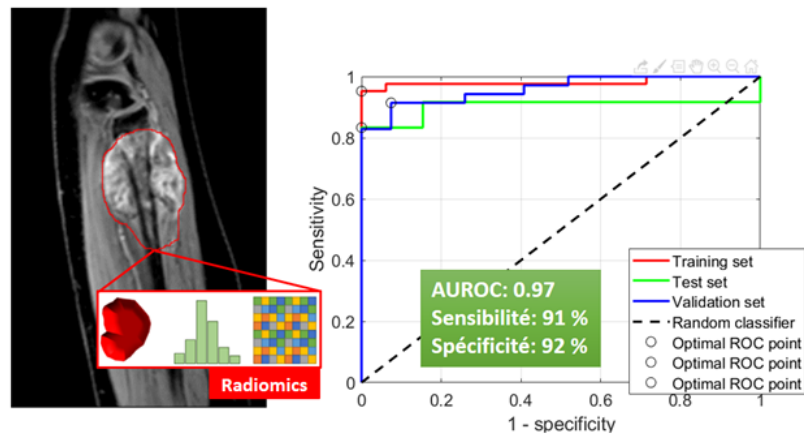 Radiomics
1
0.8
0.6
0.4
0.2
0
Sensitivity
AUROC: 0.97
Sensibilité: 91 %
Spécificité: 92 %
Training set
Test set
Validation set
Random classifier
Optimal ROC point
Optimal ROC point
Optimal ROC point
0.2 0.4 0.6 0.8 1
1 - specificity